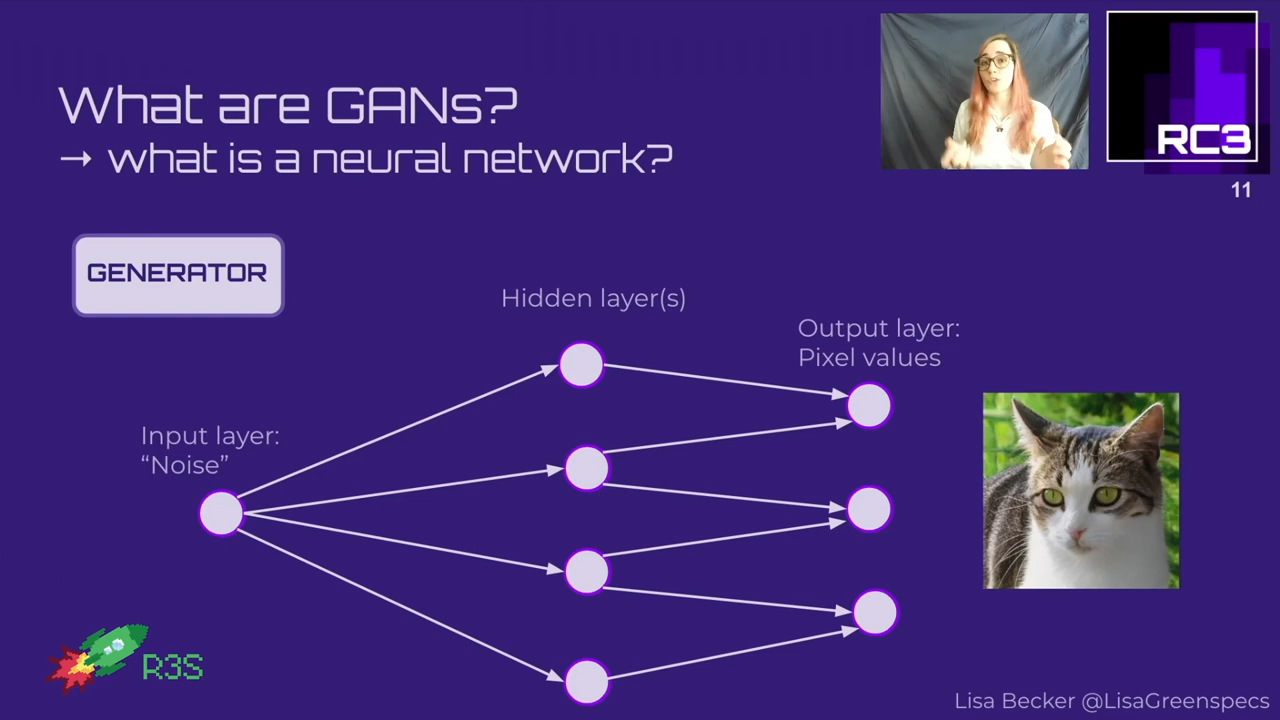 What are GANs?
→ what is a neural network?
RC3
11
GENERATOR
Hidden layer(s)
Output layer:
Pixel values
Input layer:
“Noise”
R3S
Lisa Becker @LisaGreenspecs